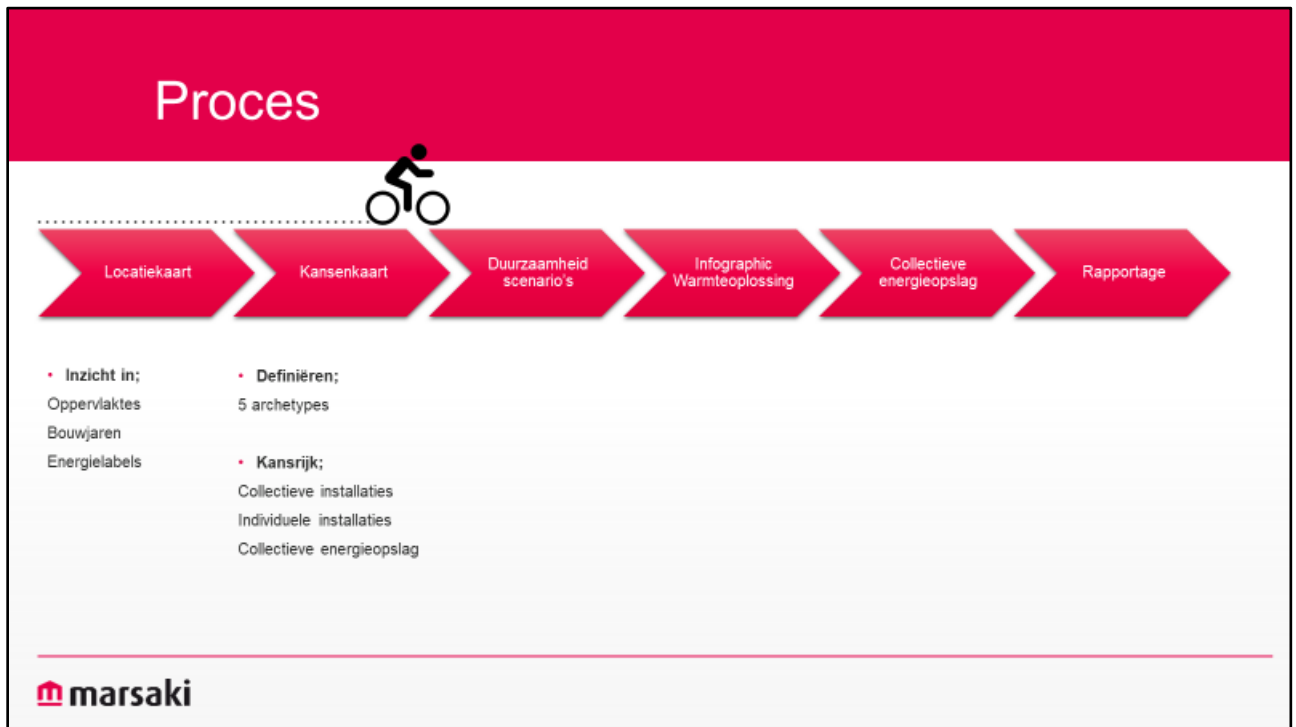 Proces
Locatiekaart
Kansenkaart
Duurzaamheid
scenario's
Infographic
Warmteoplossing
Collectieve
energieopslag
Rapportage
• Inzicht in;
Oppervlaktes
Bouwjaren
Energielabels
• Definiëren;
5 archetypes
• Kansrijk;
Collectieve installaties
Individuele installaties
Collectieve energieopslag
marsaki